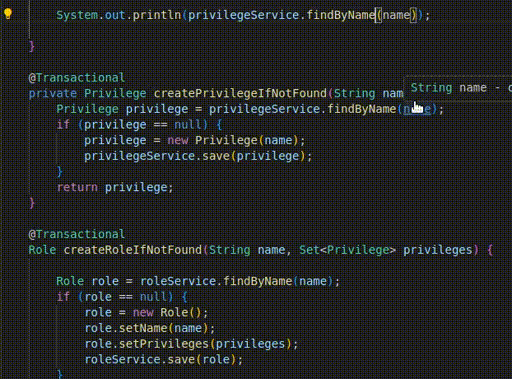 System.out.println(privilegeService.findByName(name));
}
@Transactional
private Privilege createPrivilegeIfNotFound(String nam
String name -
Privilege privilege = privilegeService.findByName(name);
if (privilege == null) {
privilege = new Privilege(name);
privilegeService.save(privilege);
}
return privilege;
}
@Transactional
Role createRoleIfNotFound(String name, Set<Privilege> privileges) {
Role role = roleService.findByName(name);
if (role == null) {
role = new Role();
role.setName(name);
role.setPrivileges(privileges);
roleService.save(role);
}